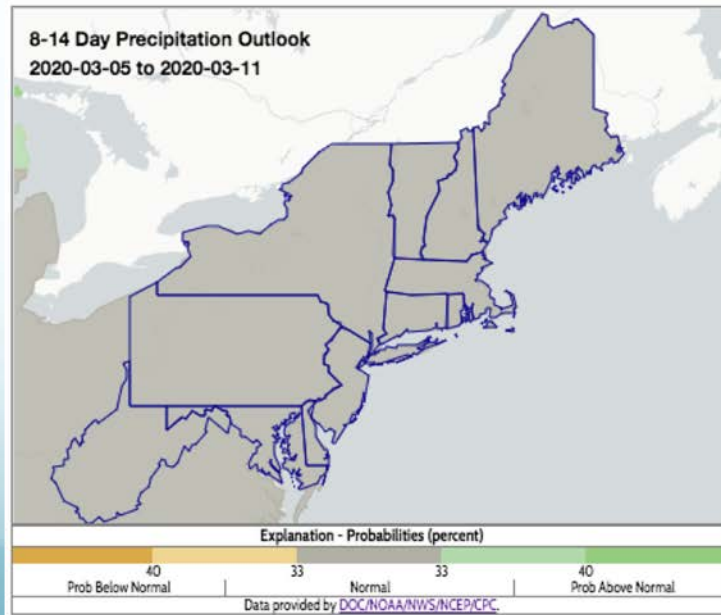 8-14 Day Precipitation Outlook
2020-03-05 to 2020-03-11
Explanation - Probabilities (percent)
40 33 33 40
Prob Below Normal Normal Prob Above Normal
Data provided by DOC/NOAA/NWS/NCEP/CPC.